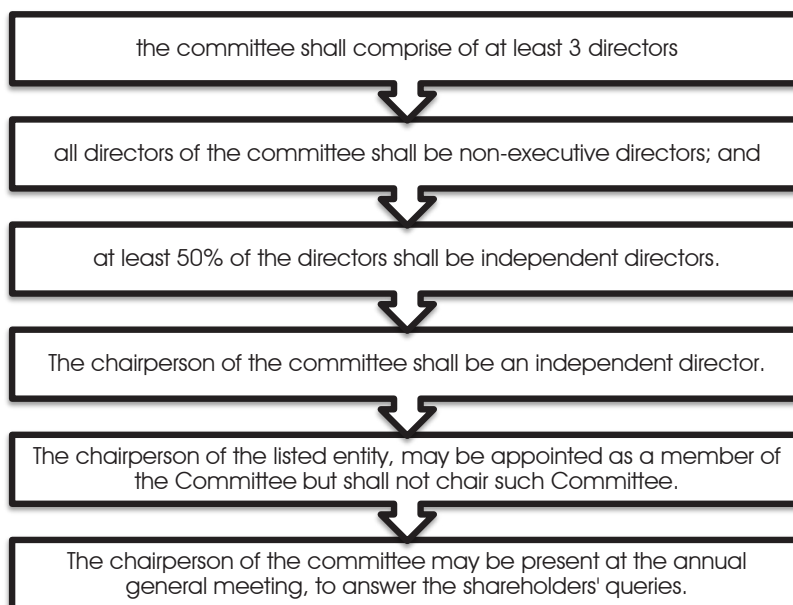 the committee shall comprise of at least 3 directors
all directors of the committee shall be non-executive directors; and
at least 50% of the directors shall be independent directors.
The chairperson of the committee shall be an independent director.
The chairperson of the listed entity, may be appointed as a member of
the Committee but shall not chair such Committee.
The chairperson of the committee may be present at the annual
general meeting, to answer the shareholders' queries.